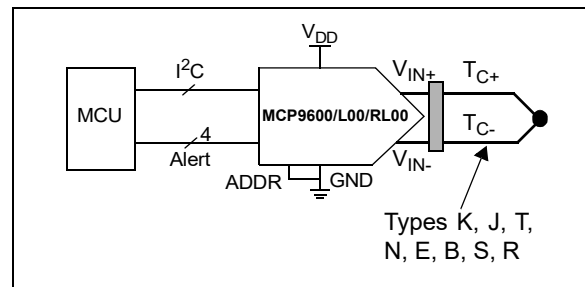 V_DD
I²C
V_IN+ T_C+
MCU
MCP9600/L00/RL00
4
Alert
T_C-
V_IN-
ADDR GND
Types K, J, T,
N, E, B, S, R